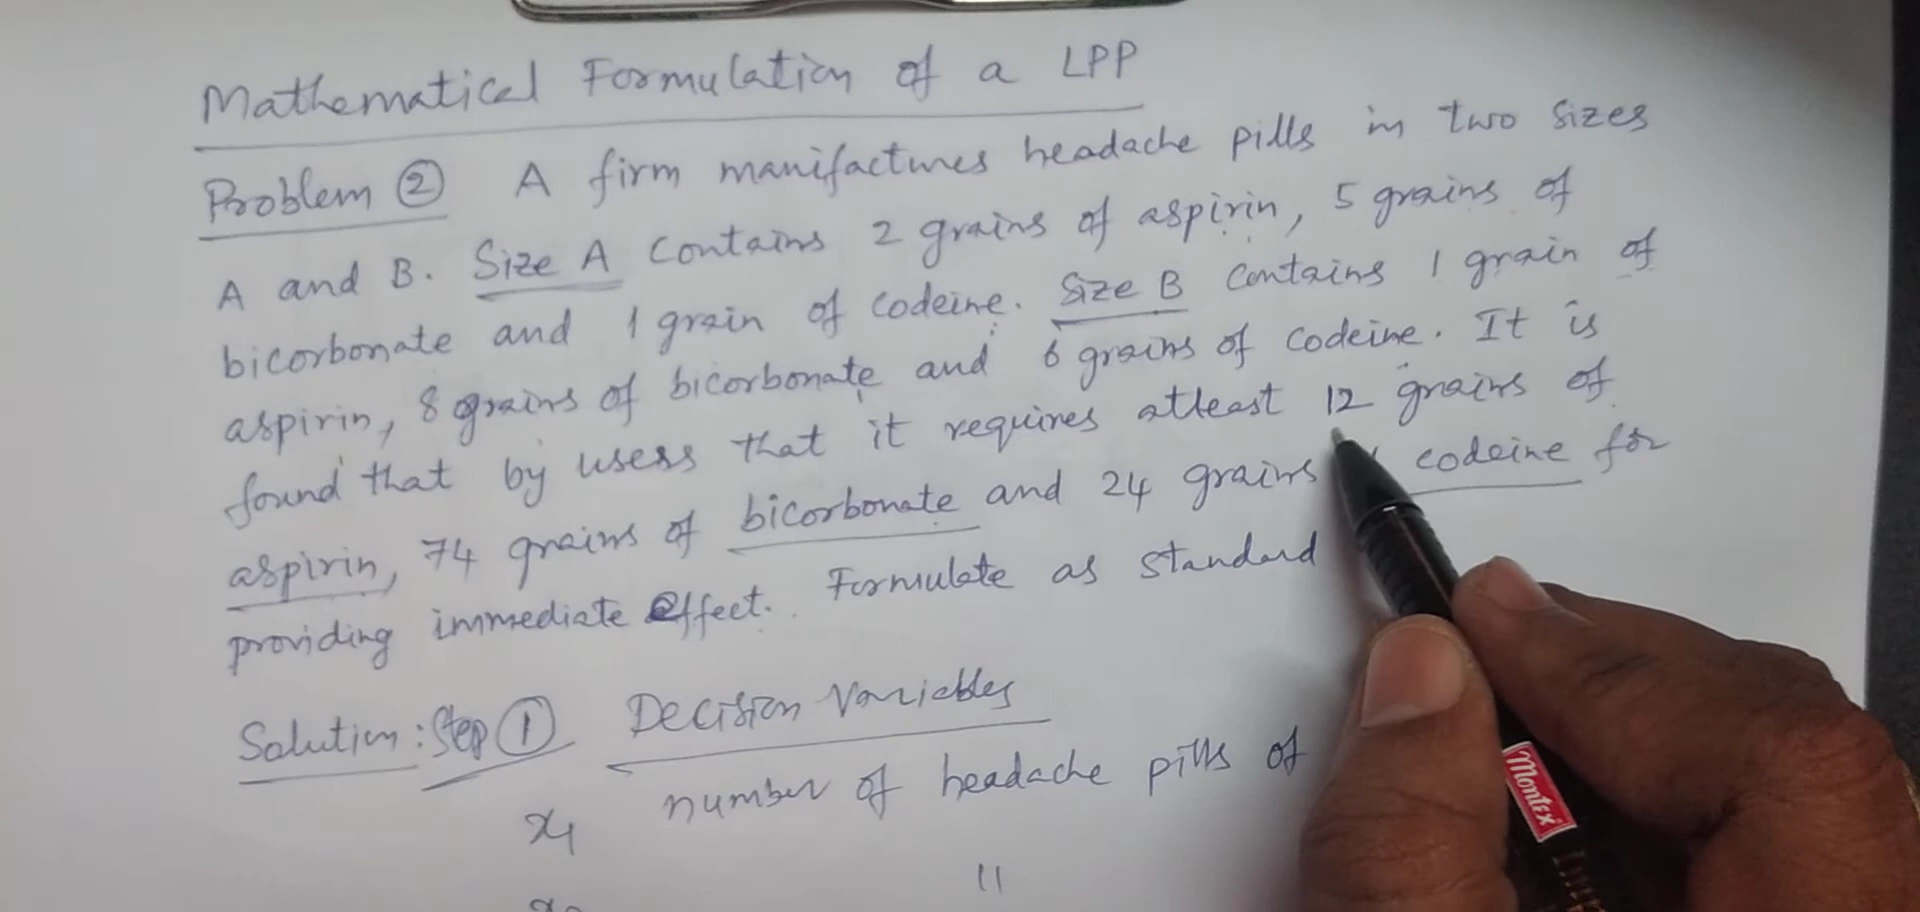 Mathematical Formulation of a LPP
Problem ② A firm manifactures headache pills in two sizes
A and B. Size A contains 2 grains of aspirin, 5 grains of
bicorbonate and 1 grain of codeine. Size B contains 1 grain of
aspirin, 8 grains of bicorbonate and 6 grains of codeine. It is
found that by usess that it requires atleast 12 grains of
aspirin, 74 grains of bicorbonate and 24 grains codeine for
providing immediate effect. Formulate as standard
Solution: Step ① Decision Variables
x1 number of headache pills of
"
Montex